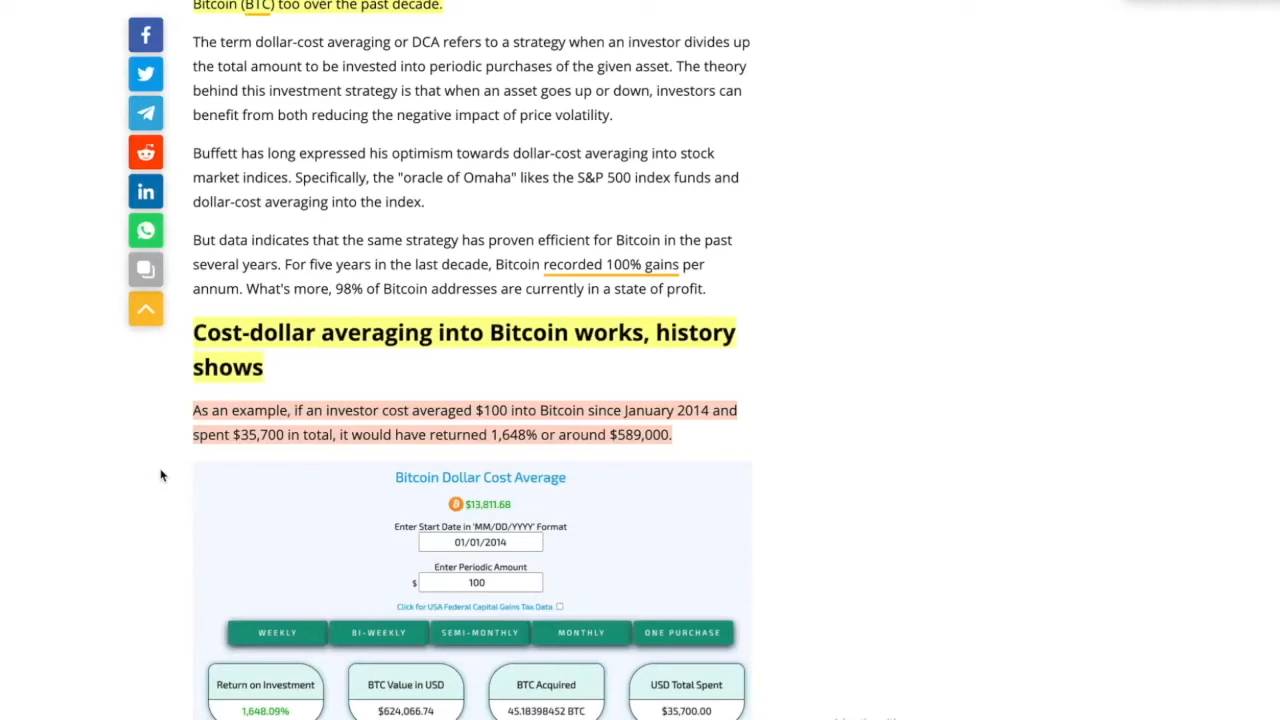 Bitcoin (BTC) too over the past decade.
The term dollar-cost averaging or DCA refers to a strategy when an investor divides up
the total amount to be invested into periodic purchases of the given asset. The theory
behind this investment strategy is that when an asset goes up or down, investors can
benefit from both reducing the negative impact of price volatility.
Buffett has long expressed his optimism towards dollar-cost averaging into stock
market indices. Specifically, the "oracle of Omaha" likes the S&P 500 index funds and
dollar-cost averaging into the index.
But data indicates that the same strategy has proven efficient for Bitcoin in the past
several years. For five years in the last decade, Bitcoin recorded 100% gains per
annum. What's more, 98% of Bitcoin addresses are currently in a state of profit.
Cost-dollar averaging into Bitcoin works, history
shows
As an example, if an investor cost averaged $100 into Bitcoin since January 2014 and
spent $35,700 in total, it would have returned 1,648% or around $589,000.
Bitcoin Dollar Cost Average
$13,811.68
Enter Start Date in 'MM/DD/YYYY' Format
01/01/2014
Enter Periodic Amount
$ 100
Click for USA Federal Capital Gains Tax Data
WEEKLY BI-WEEKLY SEMI-MONTHLY MONTHLY ONE PURCHASE
Return on Investment BTC Value in USD BTC Acquired USD Total Spent
1,648.09% $624,066.74 45.18398452 BTC $35,700.00